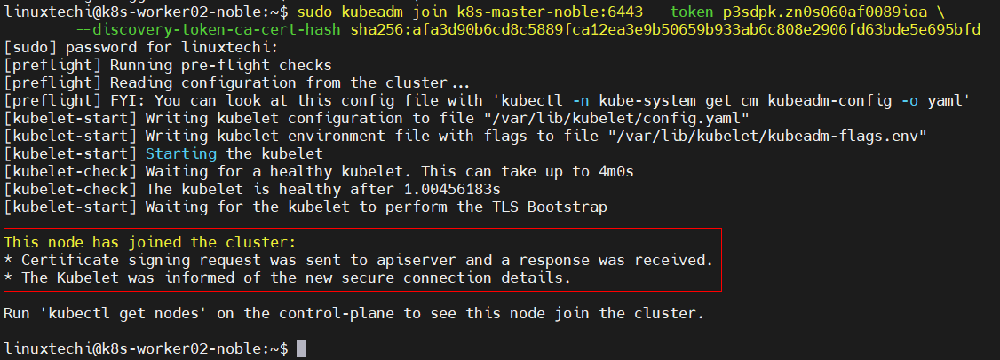 linuxtechi@k8s-worker02-noble:~$ sudo kubeadm join k8s-master-noble:6443 --token p3sdpk.zn0s060af0089ioa \
--discovery-token-ca-cert-hash sha256:afa3d90b6cd8c5889fca12ea3e9b50659b933ab6c808e2906fd63bde5e695bfd
[sudo] password for linuxtechi:
[preflight] Running pre-flight checks
[preflight] Reading configuration from the cluster...
[preflight] FYI: You can look at this config file with 'kubectl -n kube-system get cm kubeadm-config -o yaml'
[kubelet-start] Writing kubelet configuration to file "/var/lib/kubelet/config.yaml"
[kubelet-start] Writing kubelet environment file with flags to file "/var/lib/kubelet/kubeadm-flags.env"
[kubelet-start] Starting the kubelet
[kubelet-check] Waiting for a healthy kubelet. This can take up to 4m0s
[kubelet-check] The kubelet is healthy after 1.00456183s
[kubelet-start] Waiting for the kubelet to perform the TLS Bootstrap
This node has joined the cluster:
* Certificate signing request was sent to apiserver and a response was received.
* The Kubelet was informed of the new secure connection details.
Run 'kubectl get nodes' on the control-plane to see this node join the cluster.
linuxtechi@k8s-worker02-noble:~$